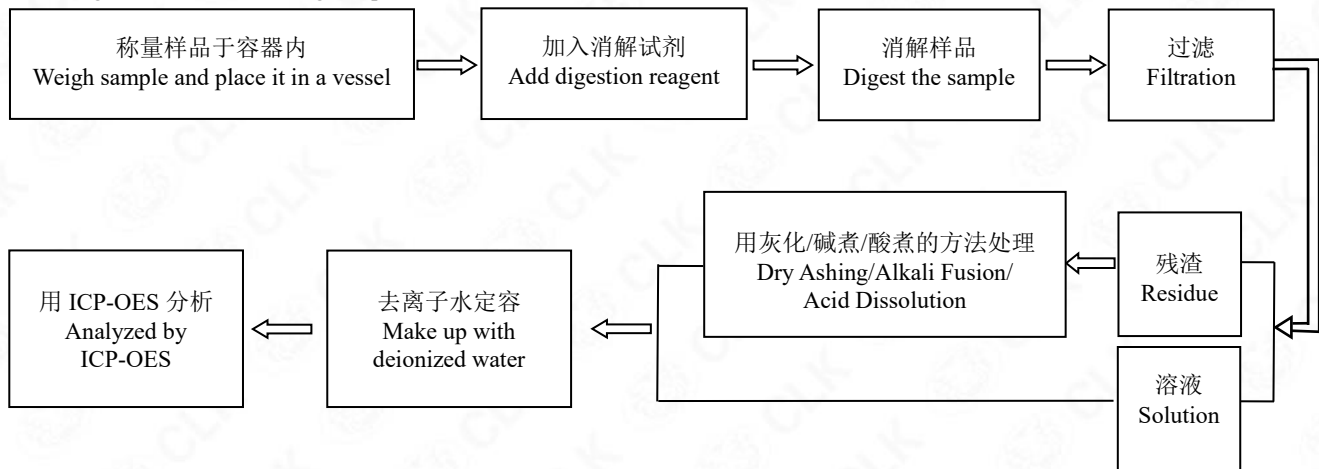 称量样品于容器内
Weigh sample and place it in a vessel
加入消解试剂
Add digestion reagent
消解样品
Digest the sample
过滤
Filtration
残渣
Residue
溶液
Solution
用灰化/碱煮/酸煮的方法处理
Dry Ashing/Alkali Fusion/
Acid Dissolution
去离子水定容
Make up with
deionized water
用 ICP-OES 分析
Analyzed by
ICP-OES
CLK